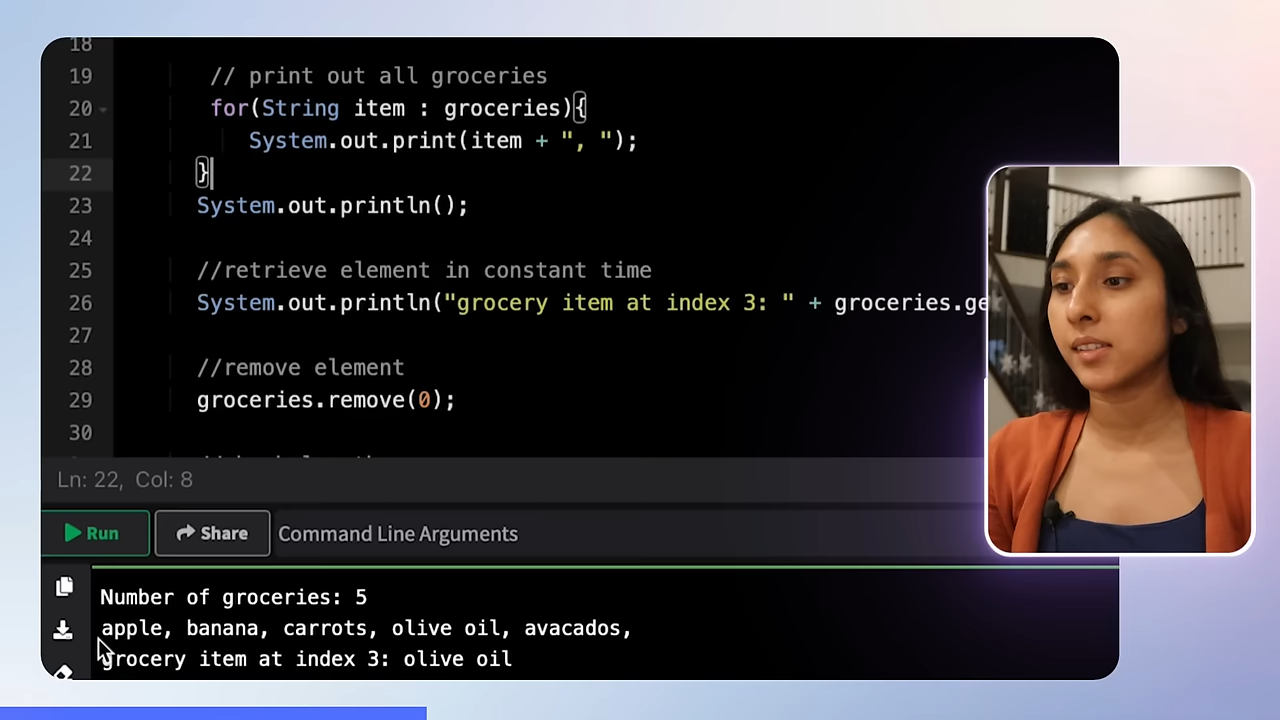 18
19 // print out all groceries
20 for(String item : groceries){
21 System.out.print(item + ", ");
22 }
23 System.out.println();
24
25 //retrieve element in constant time
26 System.out.println("grocery item at index 3: " + groceries.ge
27
28 //remove element
29 groceries.remove(0);
30
Ln: 22, Col: 8
Run Share Command Line Arguments
Number of groceries: 5
apple, banana, carrots, olive oil, avacados,
grocery item at index 3: olive oil